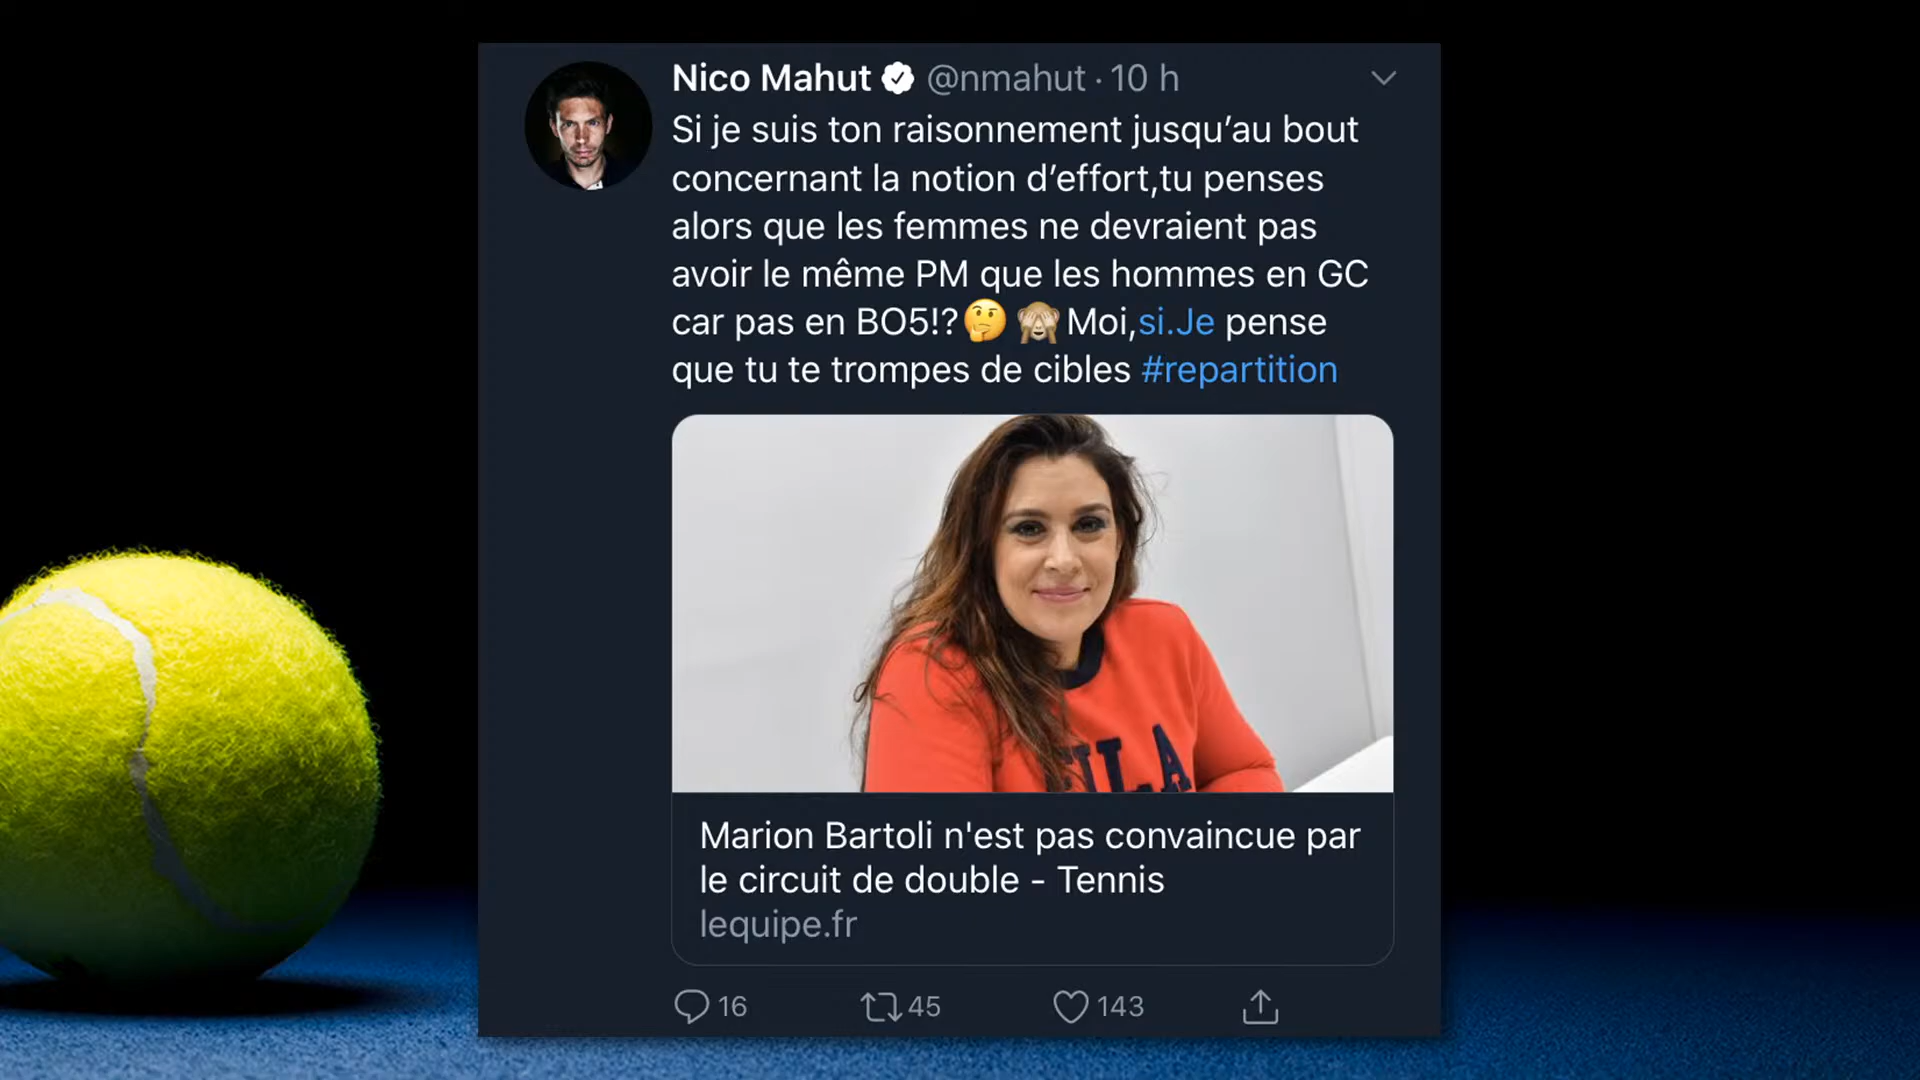 Nico Mahut @nmahut · 10 h
Si je suis ton raisonnement jusqu’au bout
concernant la notion d’effort,tu penses
alors que les femmes ne devraient pas
avoir le même PM que les hommes en GC
car pas en BO5!?🤔🙈Moi,si.Je pense
que tu te trompes de cibles #repartition
FILA
Marion Bartoli n'est pas convaincue par
le circuit de double - Tennis
lequipe.fr
16 45 143